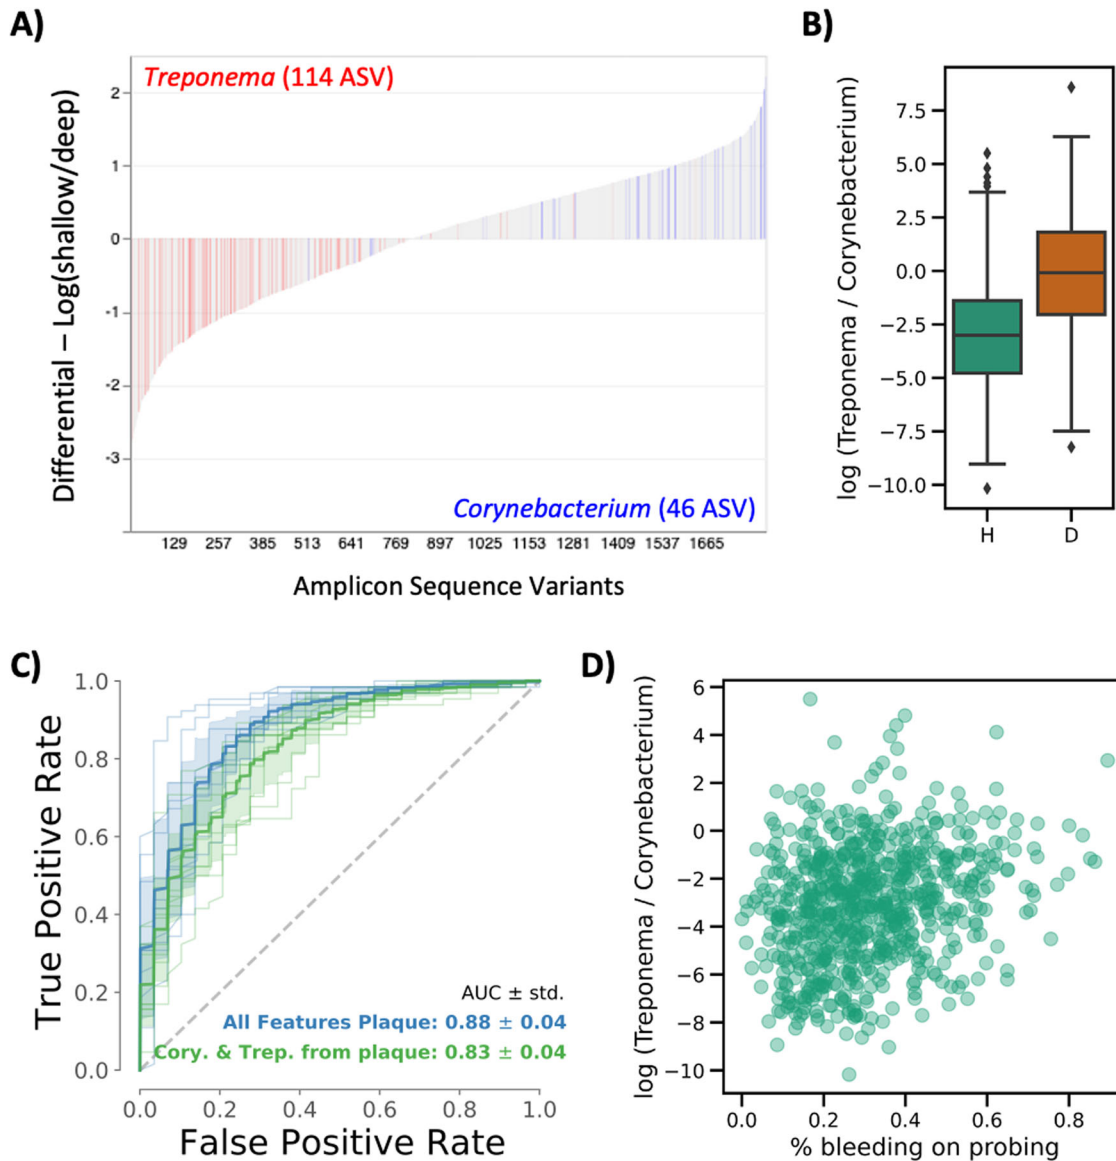 A)
Treponema (114 ASV)
Differential – Log(shallow/deep)
2
1
0
-1
-2
-3
Corynebacterium (46 ASV)
129 257 385 513 641 769 897 1025 1153 1281 1409 1537 1665
Amplicon Sequence Variants
B)
log (Treponema / Corynebacterium)
7.5
5.0
2.5
0.0
−2.5
−5.0
−7.5
−10.0
H D
C)
True Positive Rate
1.0
0.8
0.6
0.4
0.2
0.0
AUC ± std.
All Features Plaque: 0.88 ± 0.04
Cory. & Trep. from plaque: 0.83 ± 0.04
0.0 0.2 0.4 0.6 0.8 1.0
False Positive Rate
D)
log (Treponema / Corynebacterium)
6
4
2
0
−2
−4
−6
−8
−10
0.0 0.2 0.4 0.6 0.8
% bleeding on probing